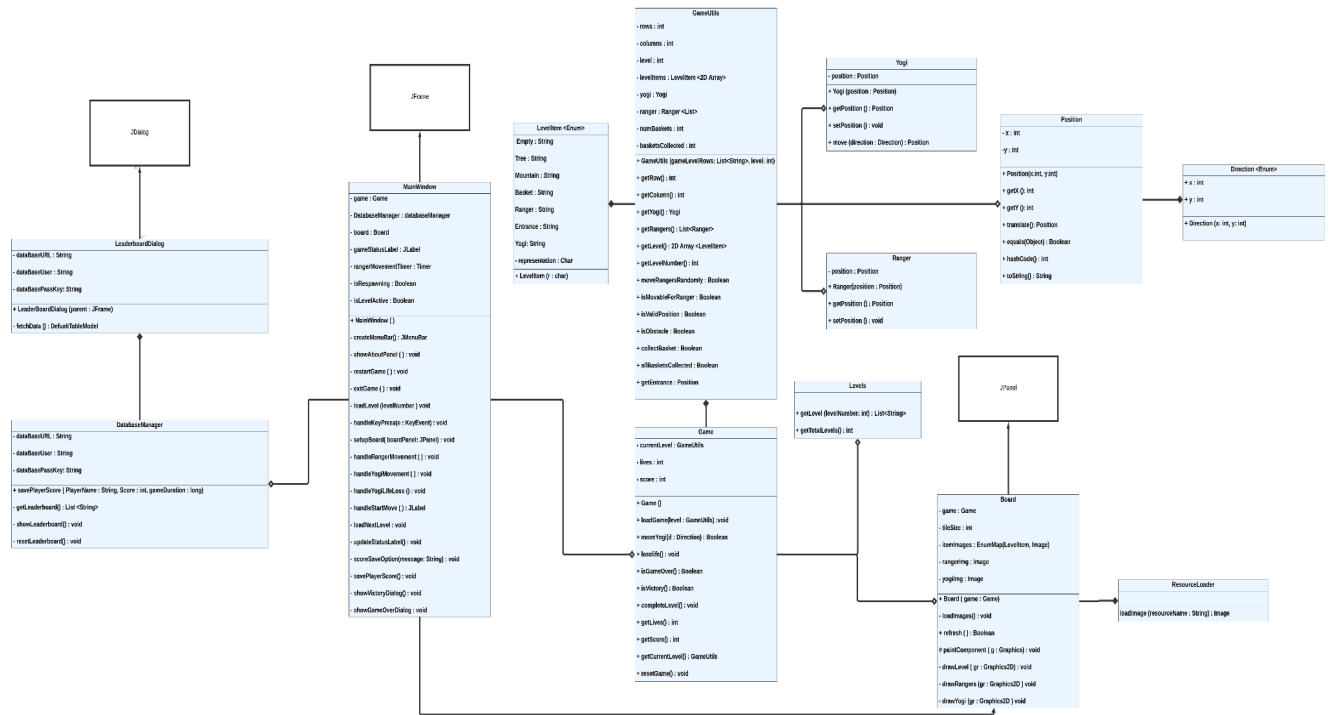 JDialog
LeaderboardDialog
- dataBaseURL : String
- dataBaseUser : String
- dataBasePassKey: String
+ LeaderBoardDialog (parent : JFrame)
- fetchData () : DefualtTableModel
DatabaseManager
- dataBaseURL : String
- dataBaseUser : String
- dataBasePassKey: String
+ savePlayerScore ( PlayerName : String, Score : int, gameDuration : long)
- getLeaderboard() : List <String>
- showLeaderboard() : void
- resetLeaderboard() : void
JFrame
MainWindow
- game : Game
- DatabaseManager : databaseManager
- board : Board
- gameStatusLabel : JLabel
- rangerMovementTimer : Timer
- isRespawning : Boolean
- isLevelActive : Boolean
+ MainWindow ( )
- createMenuBar() : JMenuBar
- showAboutPanel ( ) : void
- restartGame ( ) : void
- exitGame ( ) : void
- loadLevel (levelNumber ) void
- handleKeyPress(e : KeyEvent) : void
- setupBoard( boardPanel: JPanel) : void
- handleRangerMovement ( ) : void
- handleYogiMovement ( ) : void
- handleYogiLifeLoss () : void
- handleStartMove ( ) : JLabel
- loadNextLevel : void
- updateStatusLabel() : void
- scoreSaveOption(message: String) : void
- savePlayerScore() : void
- showVictoryDialog() : void
- showGameOverDialog : void
LevelItem <Enum>
Empty : String
Tree : String
Mountain : String
Basket : String
Ranger : String
Entrance : String
Yogi: String
- representation : Char
+ LevelItem (r : char)
GameUtils
- rows : int
- columns : int
- level : int
- levelItems : LevelItem <2D Array>
- yogi : Yogi
- ranger : Ranger <List>
- numBaskets : int
- basketsCollected : int
+ GameUtils (gameLevelRows: List<String>, level: int)
+ getRow() : int
+ getColumn() : int
+ getYogi() : Yogi
+ getRangers() : List<Ranger>
+ getLevel() : 2D Array <LevelItem>
+ getLevelNumber() : int
+ moveRangersRandomly : Boolean
+ isMovableForRanger : Boolean
+ isValidPosition : Boolean
+ isObstacle : Boolean
+ collectBasket : Boolean
+ allBasketsCollected : Boolean
+ getEntrance : Position
Game
- currentLevel : GameUtils
- lives : int
- score : int
+ Game ()
+ loadGame(level : GameUtils) :void
+ moveYogi(d : Direction) : Boolean
+ loselife() : void
+ isGameOver() : Boolean
+ isVictory() : Boolean
+ completeLevel() : void
+ getLives() : int
+ getScore() : int
+ getCurrentLevel() : GameUtils
+ resetGame() : void
Yogi
- position : Position
+ Yogi (position : Position)
+ getPosition () : Position
+ setPosition () : void
+ move (direction : Direction) : Position
Ranger
- position : Position
+ Ranger(position : Position)
+ getPosition () : Position
+ setPosition () : void
Levels
+ getLevel (levelNumber: int) : List<String>
+ getTotalLevels() : int
Position
- x : int
-y : int
+ Position(x:int, y:int)
+ getX (): int
+ getY (): int
+ translate(): Position
+ equals(Object) : Boolean
+ hashCode() : int
+ toString() : String
Direction <Enum>
+ x : int
+ y : int
+ Direction (x: int, y: int)
JPanel
Board
- game : Game
- tileSize : int
- itemImages : EnumMap(LevelItem, Image)
- rangerImg : Image
- yogiImg : Image
+ Board ( game : Game)
- loadImages() : void
+ refresh ( ) : Boolean
# paintComponent ( g : Graphics) : void
- drawLevel ( gr : Graphics2D) : void
- drawRangers (gr : Graphics2D ) void
- drawYogi (gr : Graphics2D ) void
ResourceLoader
loadImage (resourceName : String) : Image